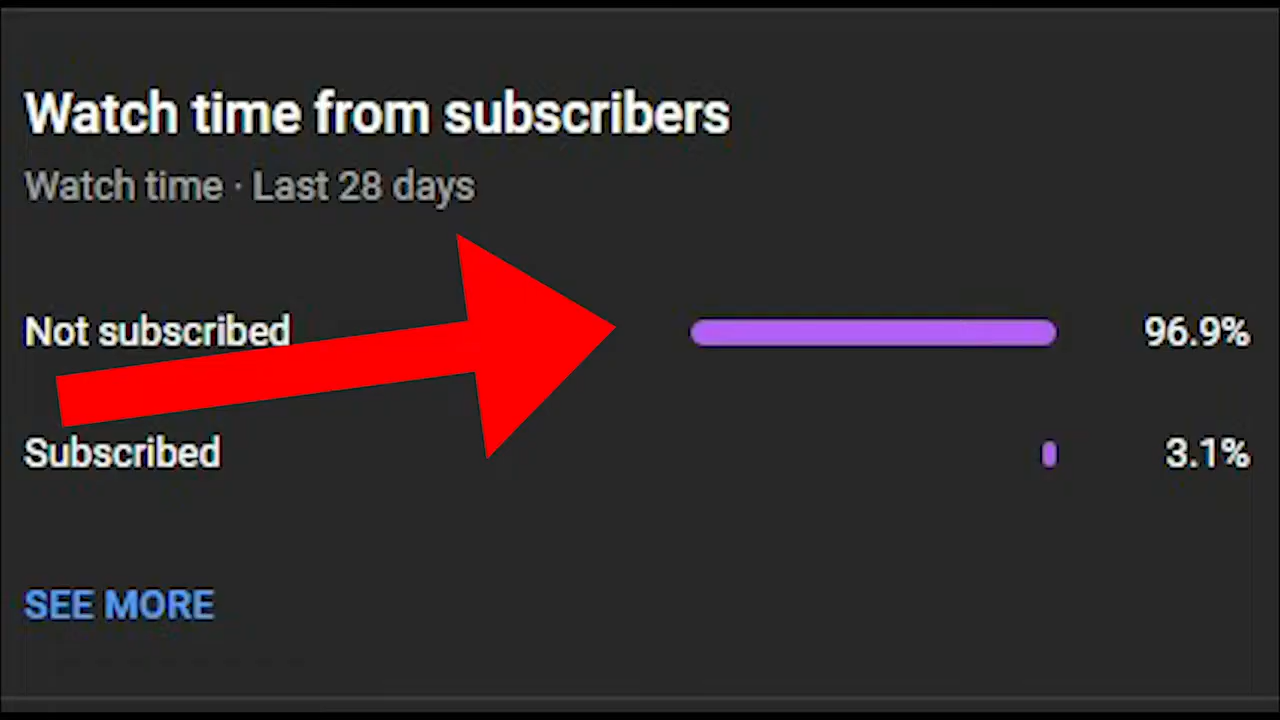 Watch time from subscribers
Watch time · Last 28 days
Not subscribed 96.9%
Subscribed 3.1%
SEE MORE